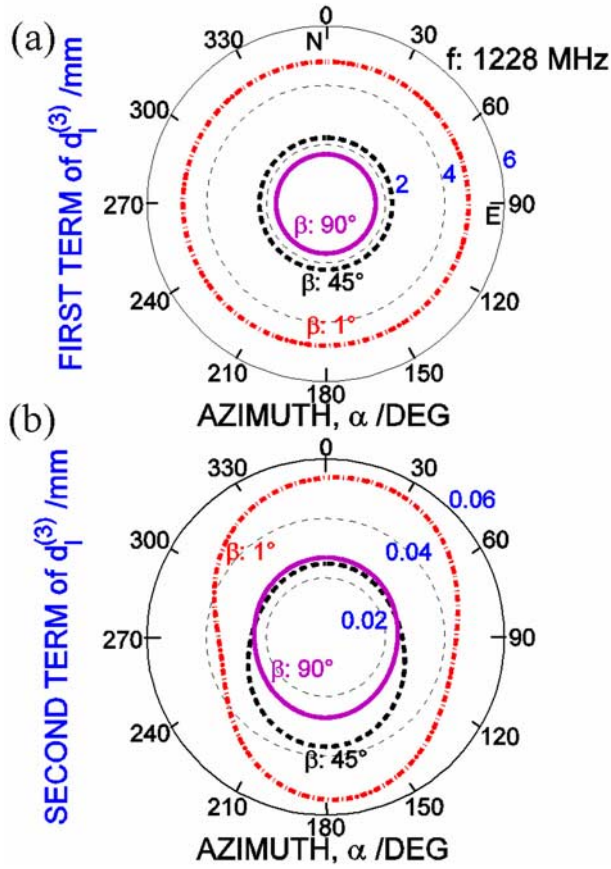 (a)
0
330
N
30
f: 1228 MHz
300
60
2
4
6
270
β: 90°
E
90
β: 45°
240
β: 1°
120
210
180
150
FIRST TERM of d_I^(3) /mm
AZIMUTH, α /DEG
(b)
0
330
30
0.06
300
β: 1°
0.04
60
0.02
270
90
β: 90°
240
β: 45°
120
210
180
150
SECOND TERM of d_I^(3) /mm
AZIMUTH, α /DEG